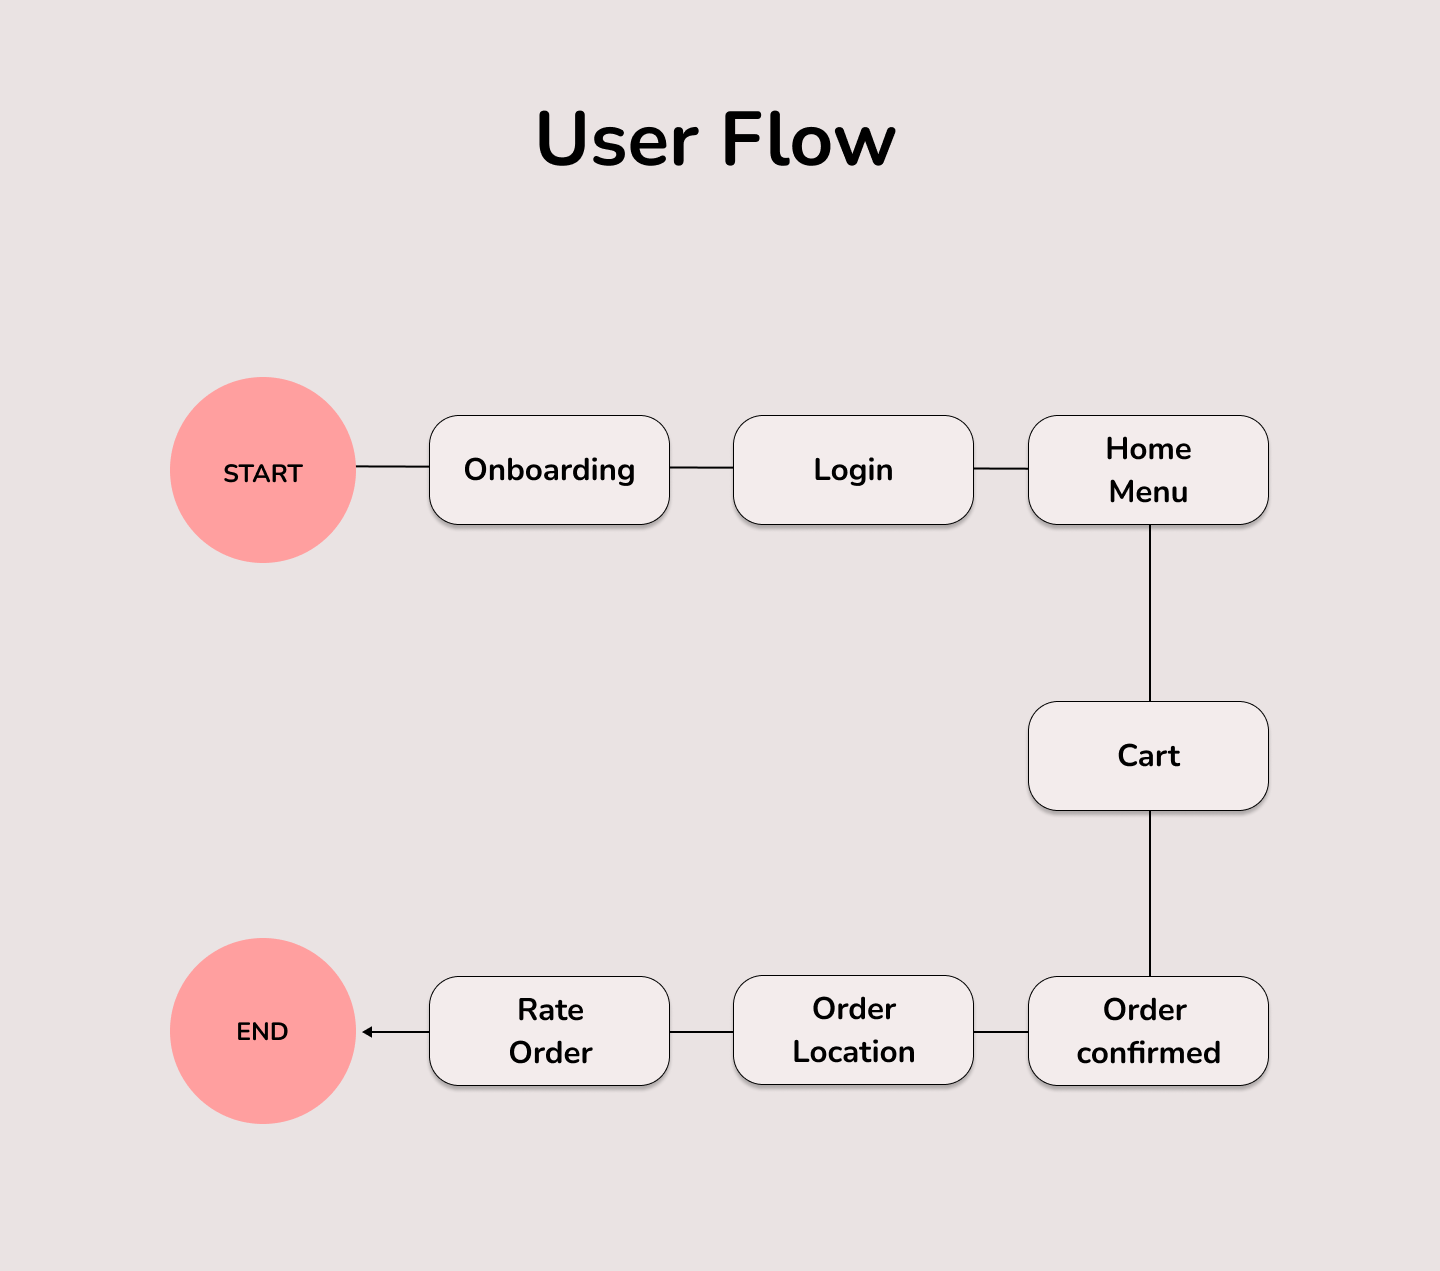 User Flow
START
Onboarding
Login
Home
Menu
Cart
Order
confirmed
Order
Location
Rate
Order
END